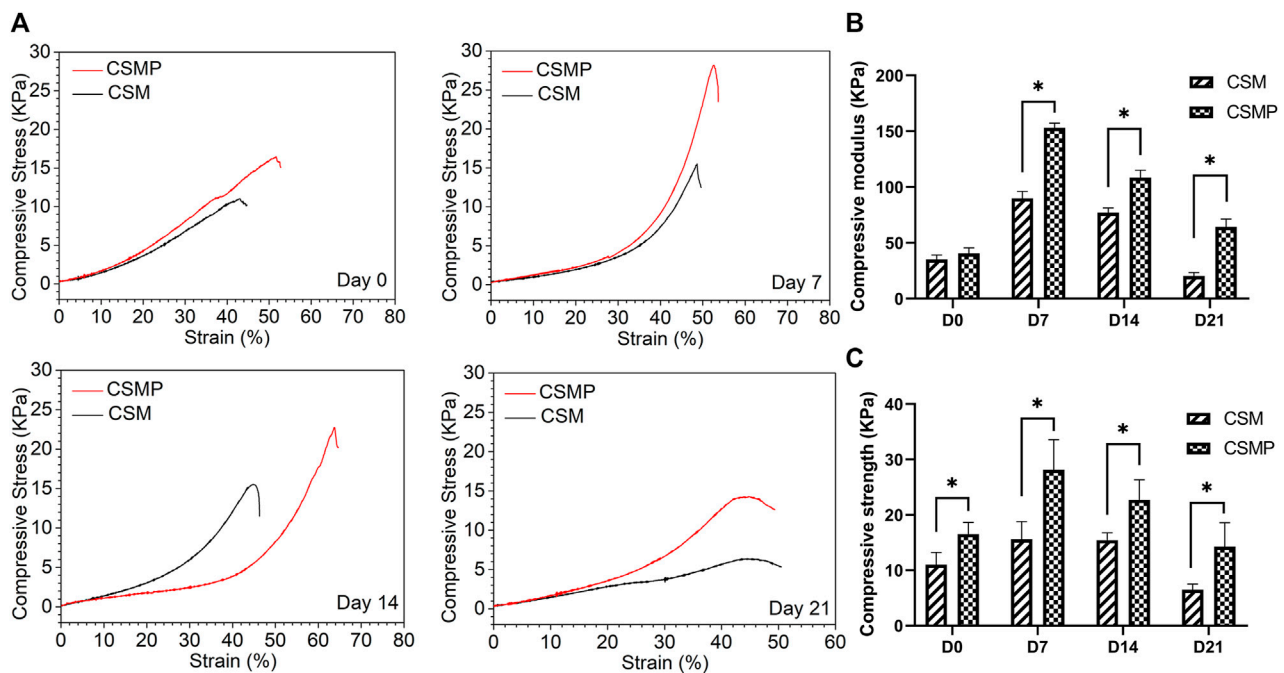 A
CSMP
CSM
Compressive Stress (KPa)
30
25
20
15
10
5
0
0 10 20 30 40 50 60 70 80
Strain (%)
Day 0
CSMP
CSM
Compressive Stress (KPa)
30
25
20
15
10
5
0
0 10 20 30 40 50 60 70 80
Strain (%)
Day 7
CSMP
CSM
Compressive Stress (KPa)
30
25
20
15
10
5
0
0 10 20 30 40 50 60 70 80
Strain (%)
Day 14
CSMP
CSM
Compressive Stress (KPa)
30
25
20
15
10
5
0
0 10 20 30 40 50 60
Strain (%)
Day 21
B
Compressive modulus (KPa)
200
150
100
50
0
* * *
CSM
CSMP
D0 D7 D14 D21
C
Compressive strength (KPa)
40
30
20
10
0
* * * *
CSM
CSMP
D0 D7 D14 D21